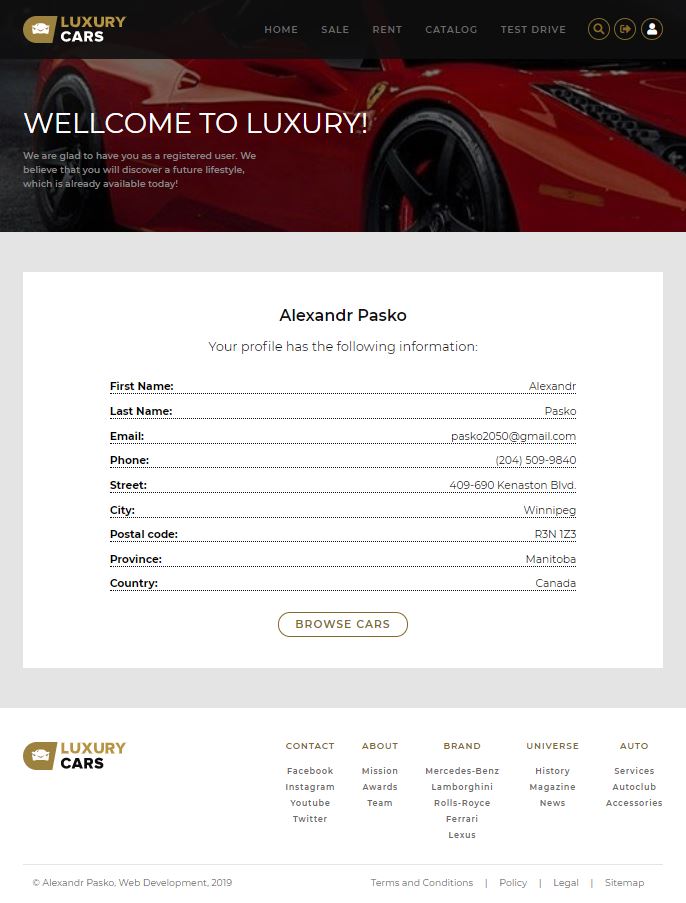 LUXURY
CARS
HOME SALE RENT CATALOG TEST DRIVE
WELLCOME TO LUXURY!
We are glad to have you as a registered user. We
believe that you will discover a future lifestyle,
which is already available today!
Alexandr Pasko
Your profile has the following information:
First Name: Alexandr
Last Name: Pasko
Email: pasko2050@gmail.com
Phone: (204) 509-9840
Street: 409-690 Kenaston Blvd.
City: Winnipeg
Postal code: R3N 1Z3
Province: Manitoba
Country: Canada
BROWSE CARS
LUXURY
CARS
CONTACT ABOUT BRAND UNIVERSE AUTO
Facebook Mission Mercedes-Benz History Services
Instagram Awards Lamborghini Magazine Autoclub
Youtube Team Rolls-Royce News Accessories
Twitter Ferrari
Lexus
© Alexandr Pasko, Web Development, 2019 Terms and Conditions | Policy | Legal | Sitemap